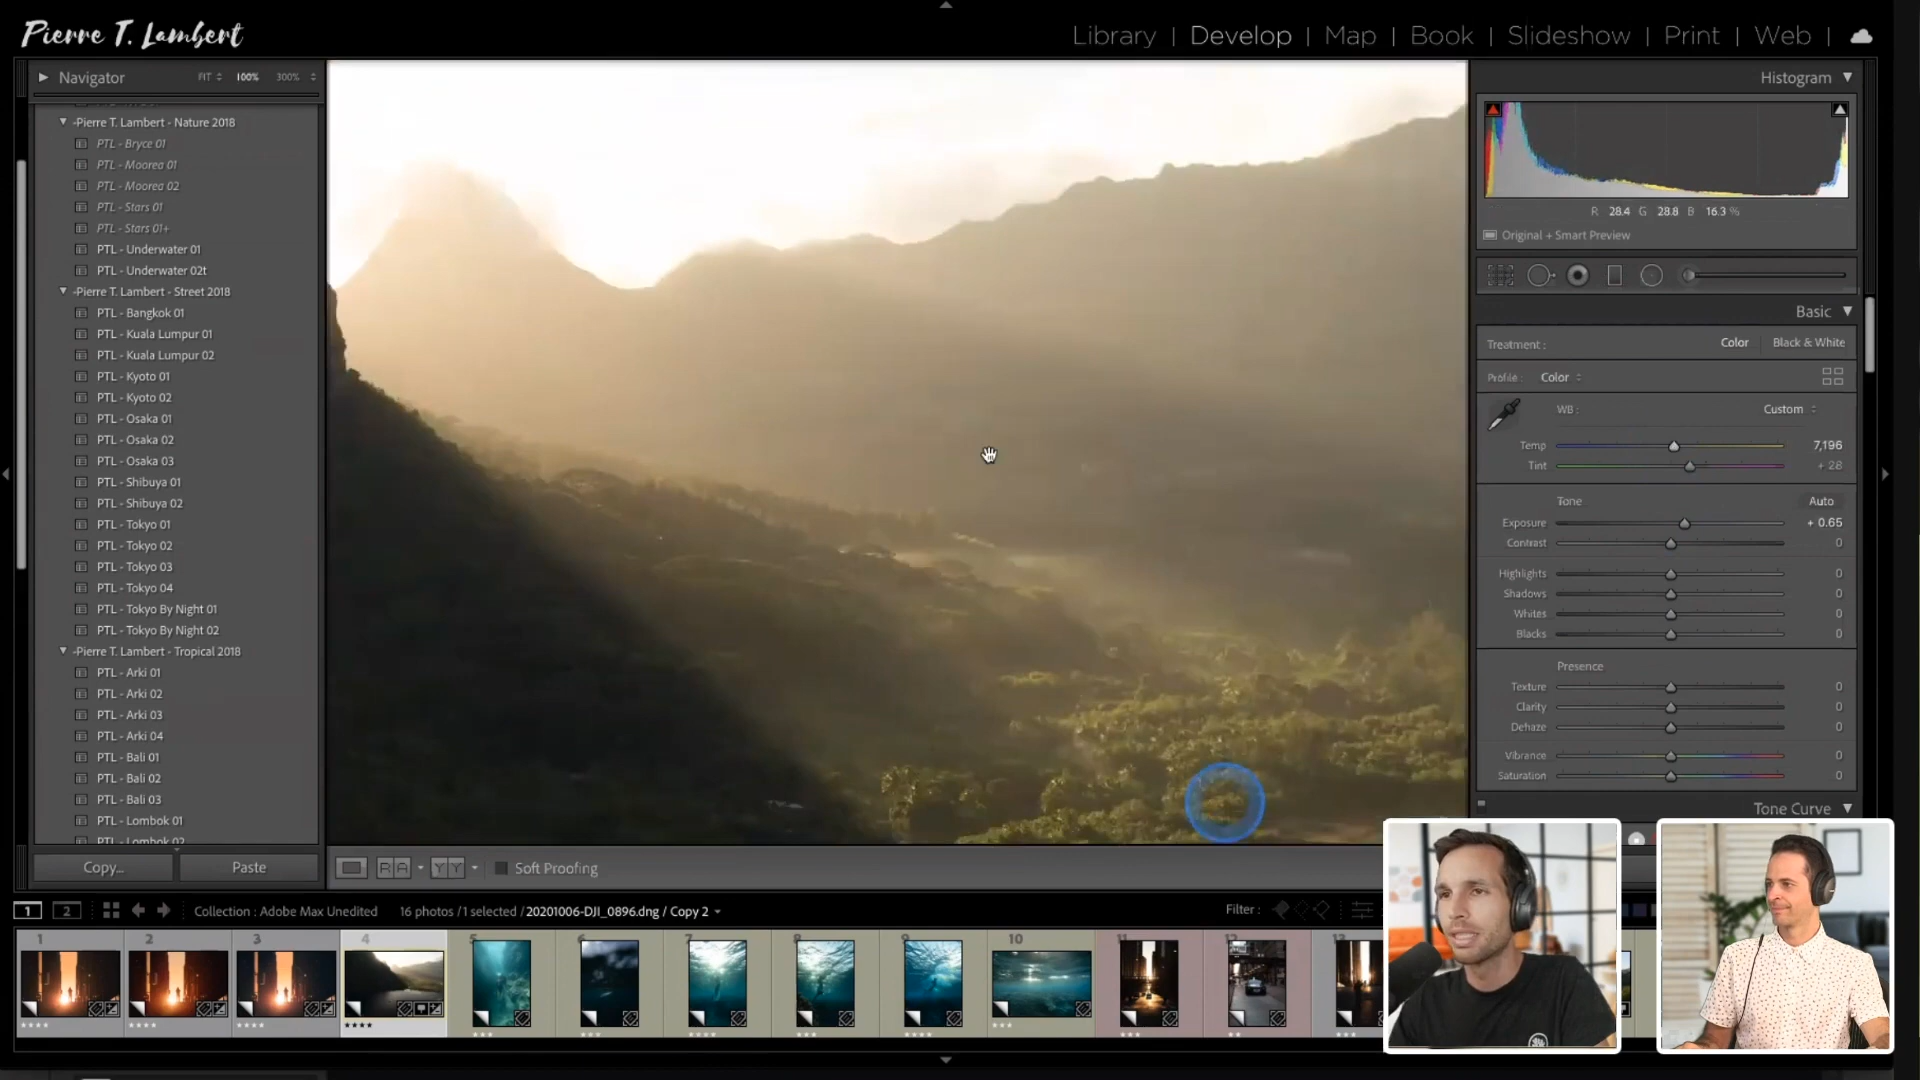 Pierre T. Lambert
Library | Develop | Map | Book | Slideshow | Print | Web |
Navigator FIT 100% 300%
-Pierre T. Lambert - Nature 2018
PTL - Bryce 01
PTL - Moorea 01
PTL - Moorea 02
PTL - Stars 01
PTL - Stars 01+
PTL - Underwater 01
PTL - Underwater 02t
-Pierre T. Lambert - Street 2018
PTL - Bangkok 01
PTL - Kuala Lumpur 01
PTL - Kuala Lumpur 02
PTL - Kyoto 01
PTL - Kyoto 02
PTL - Osaka 01
PTL - Osaka 02
PTL - Osaka 03
PTL - Shibuya 01
PTL - Shibuya 02
PTL - Tokyo 01
PTL - Tokyo 02
PTL - Tokyo 03
PTL - Tokyo 04
PTL - Tokyo By Night 01
PTL - Tokyo By Night 02
-Pierre T. Lambert - Tropical 2018
PTL - Arki 01
PTL - Arki 02
PTL - Arki 03
PTL - Arki 04
PTL - Bali 01
PTL - Bali 02
PTL - Bali 03
PTL - Lombok 01
PTL - Lombok 02
Copy... Paste
Histogram
R 28.4 G 28.8 B 16.3 %
Original + Smart Preview
Basic
Treatment : Color Black & White
Profile : Color
WB : Custom
Temp 7,196
Tint + 28
Tone Auto
Exposure + 0.65
Contrast 0
Highlights 0
Shadows 0
Whites 0
Blacks 0
Presence
Texture 0
Clarity 0
Dehaze 0
Vibrance 0
Saturation 0
Tone Curve
R A Y Y Soft Proofing
1 2 Collection : Adobe Max Unedited 16 photos / 1 selected / 20201006-DJI_0896.dng / Copy 2 Filter :
1 2 3 4 5 6 7 8 9 10 11 12 13